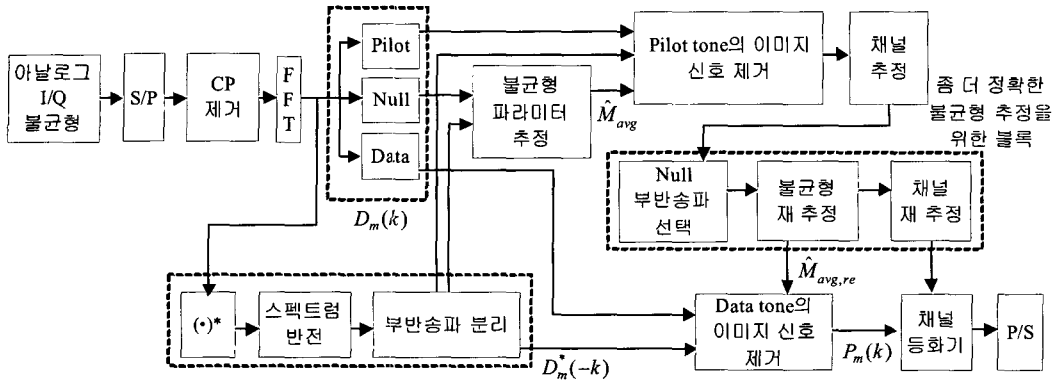 아날로그
I/Q
불균형
S/P
CP
제거
F
F
T
Pilot
Null
Data
D_m(k)
불균형
파라미터
추정
M̂_avg
Pilot tone의 이미지
신호 제거
채널
추정
좀 더 정확한
불균형 추정을
위한 블록
Null
부반송파
선택
불균형
재 추정
채널
재 추정
M̂_avg,re
(•)*
스펙트럼
반전
부반송파 분리
D*_m(-k)
Data tone의
이미지 신호
제거
P_m(k)
채널
등화기
P/S